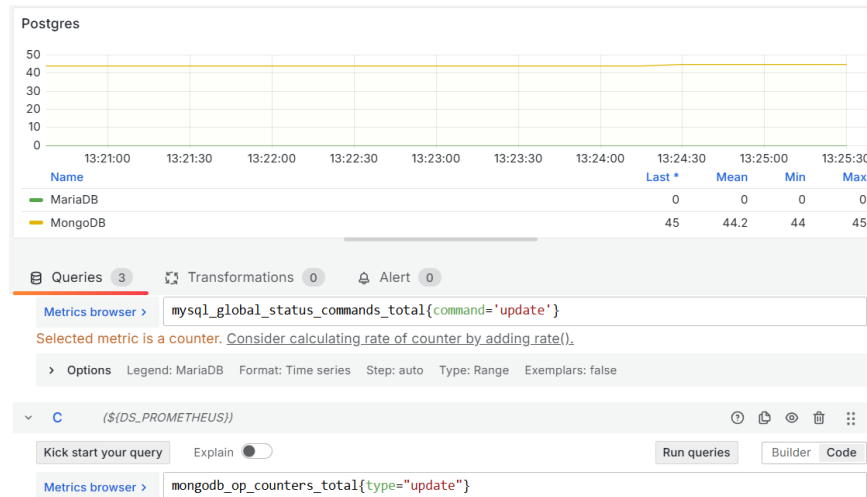 Postgres
50
40
30
20
10
0
13:21:00 13:21:30 13:22:00 13:22:30 13:23:00 13:23:30 13:24:00 13:24:30 13:25:00 13:25:30
Name Last * Mean Min Max
MariaDB 0 0 0 0
MongoDB 45 44.2 44 45
Queries 3 Transformations 0 Alert 0
Metrics browser > mysql_global_status_commands_total{command='update'}
Selected metric is a counter. Consider calculating rate of counter by adding rate().
> Options Legend: MariaDB Format: Time series Step: auto Type: Range Exemplars: false
C (${DS_PROMETHEUS})
Kick start your query Explain Run queries Builder Code
Metrics browser > mongodb_op_counters_total{type="update"}